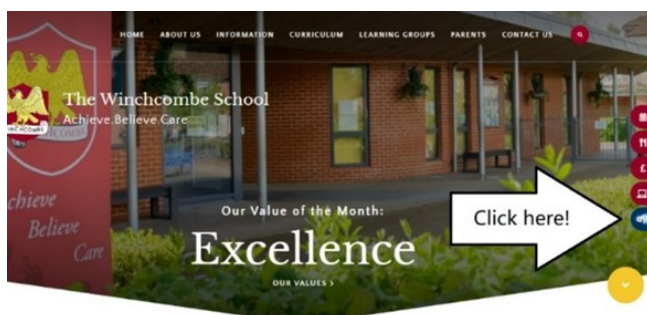 HOME ABOUT US INFORMATION CURRICULUM LEARNING GROUPS PARENTS CONTACT US
The Winchcombe School
Achieve.Believe.Care
chieve
Believe
Care
Our Value of the Month:
Excellence
OUR VALUES >
Click here!
£